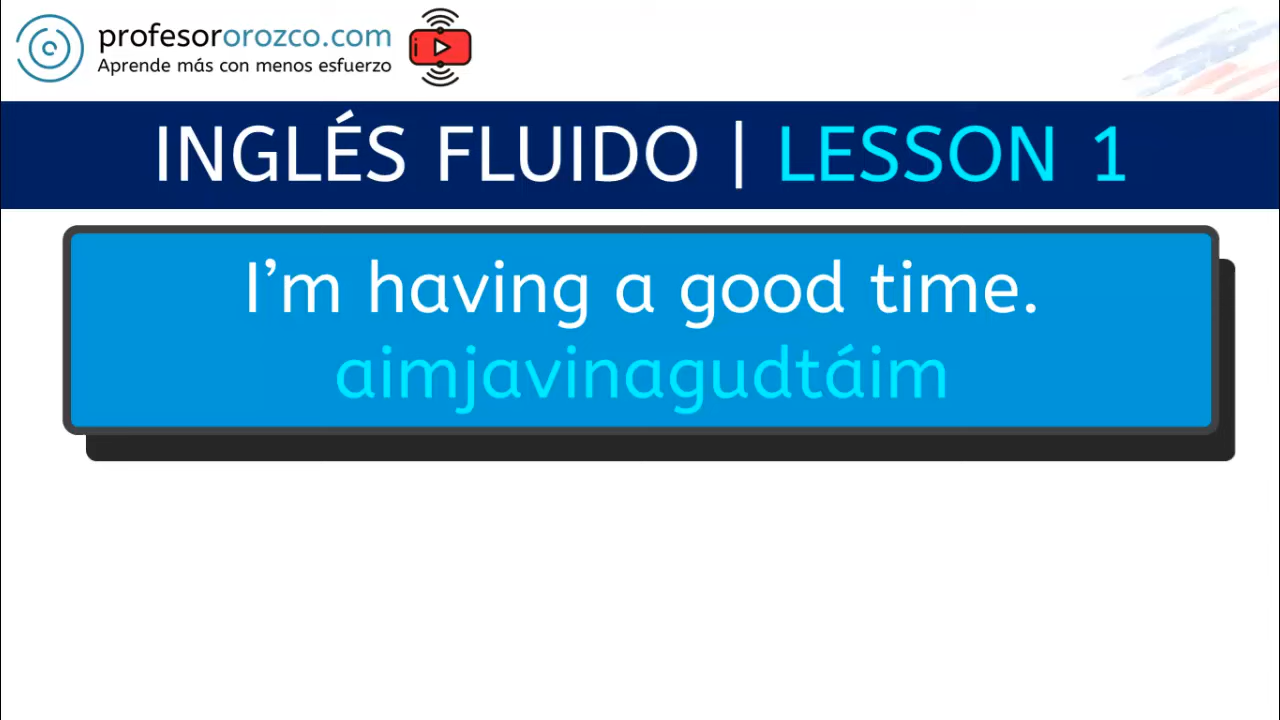 profesororozco.com
Aprende más con menos esfuerzo
INGLÉS FLUIDO | LESSON 1
I’m having a good time.
aimjavinagudtáim